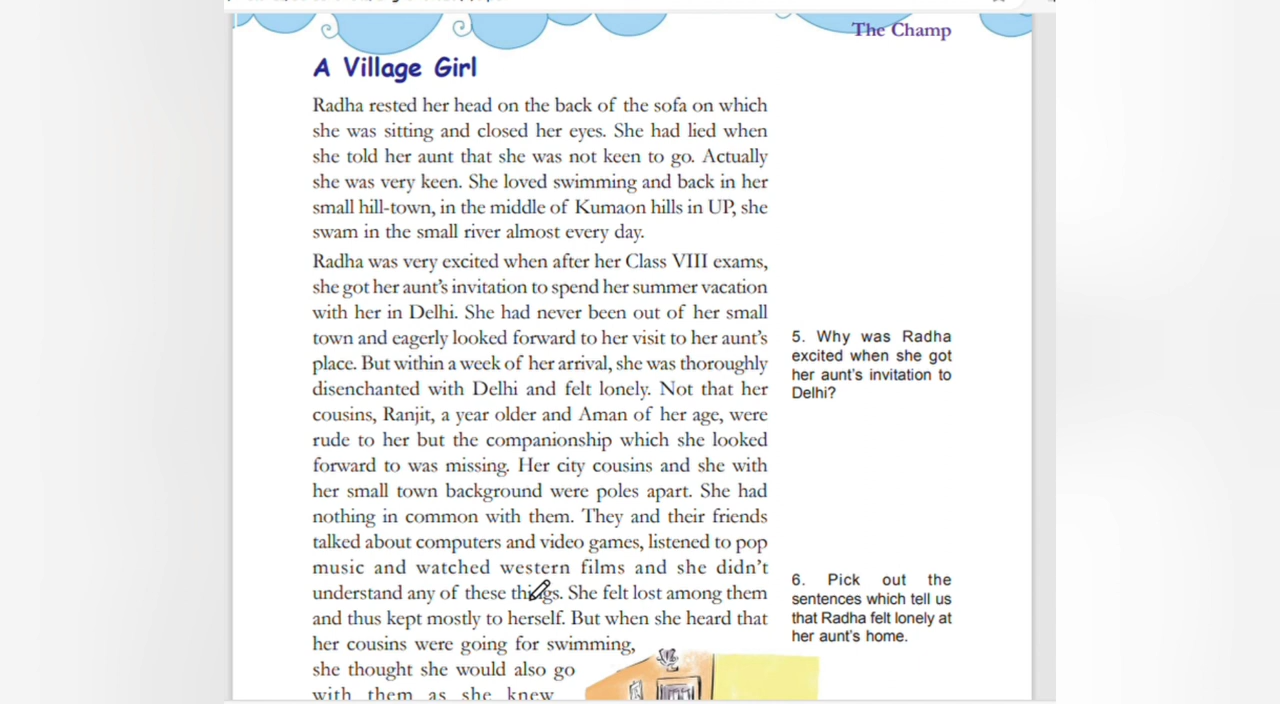 The Champ
A Village Girl
Radha rested her head on the back of the sofa on which
she was sitting and closed her eyes. She had lied when
she told her aunt that she was not keen to go. Actually
she was very keen. She loved swimming and back in her
small hill-town, in the middle of Kumaon hills in UP, she
swam in the small river almost every day.
Radha was very excited when after her Class VIII exams,
she got her aunt's invitation to spend her summer vacation
with her in Delhi. She had never been out of her small
town and eagerly looked forward to her visit to her aunt's
place. But within a week of her arrival, she was thoroughly
disenchanted with Delhi and felt lonely. Not that her
cousins, Ranjit, a year older and Aman of her age, were
rude to her but the companionship which she looked
forward to was missing. Her city cousins and she with
her small town background were poles apart. She had
nothing in common with them. They and their friends
talked about computers and video games, listened to pop
music and watched western films and she didn't
understand any of these things. She felt lost among them
and thus kept mostly to herself. But when she heard that
her cousins were going for swimming,
she thought she would also go
with them as she knew
5. Why was Radha
excited when she got
her aunt's invitation to
Delhi?
6. Pick out the
sentences which tell us
that Radha felt lonely at
her aunt's home.